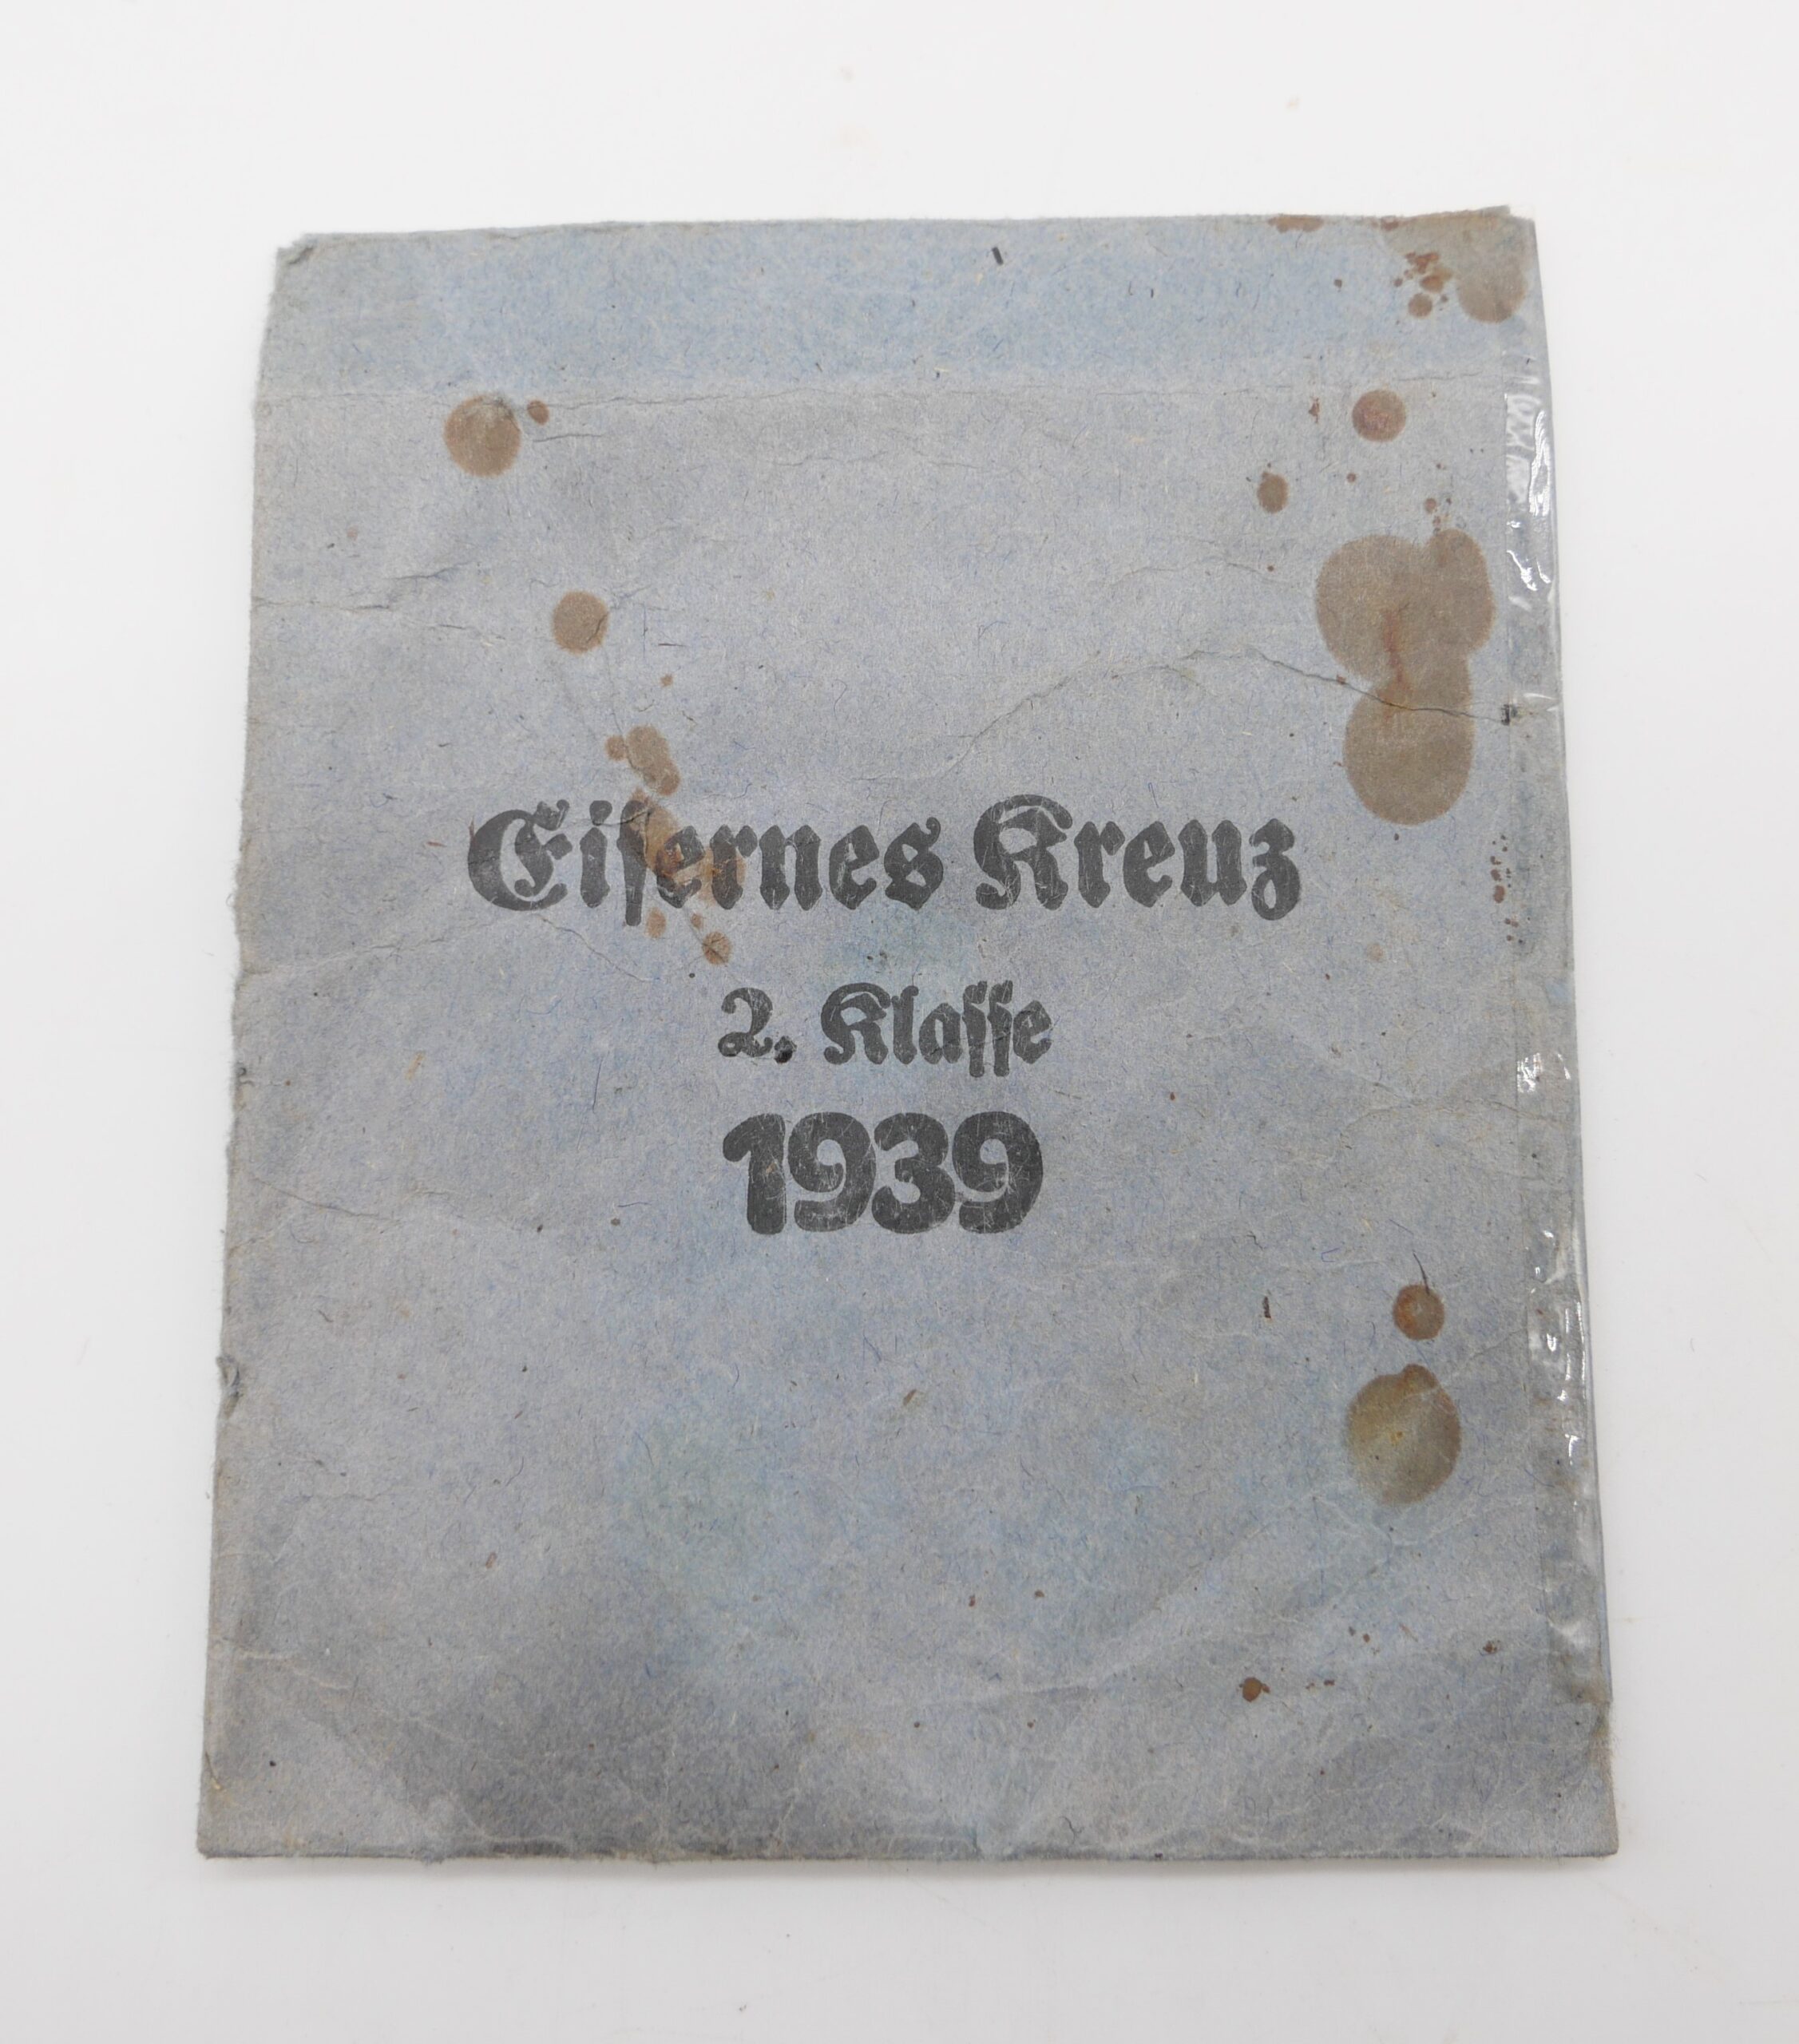 Eiſernes Kreuz
2. Klaſſe
1939